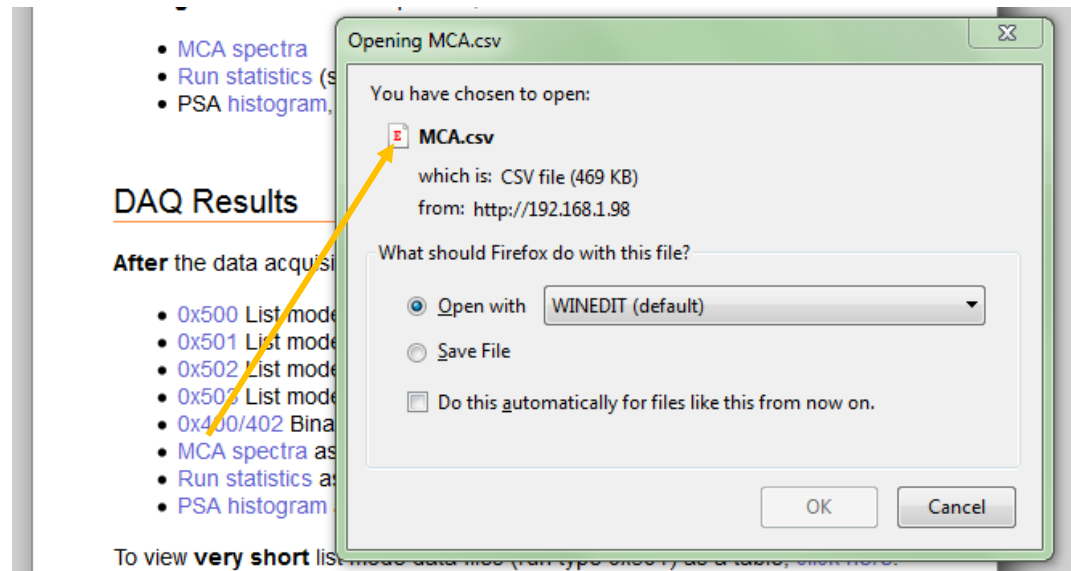 MCA spectra
Run statistics (s
PSA histogram,
DAQ Results
After the data acquisi
0x500 List mode
0x501 List mode
0x502 List mode
0x503 List mode
0x400/402 Bina
MCA spectra as
Run statistics as
PSA histogram
To view very short list mode data files (run type 0x501) as a table, click here.
Opening MCA.csv
You have chosen to open:
MCA.csv
which is: CSV file (469 KB)
from: http://192.168.1.98
What should Firefox do with this file?
Open with WINEDIT (default)
Save File
Do this automatically for files like this from now on.
OK Cancel